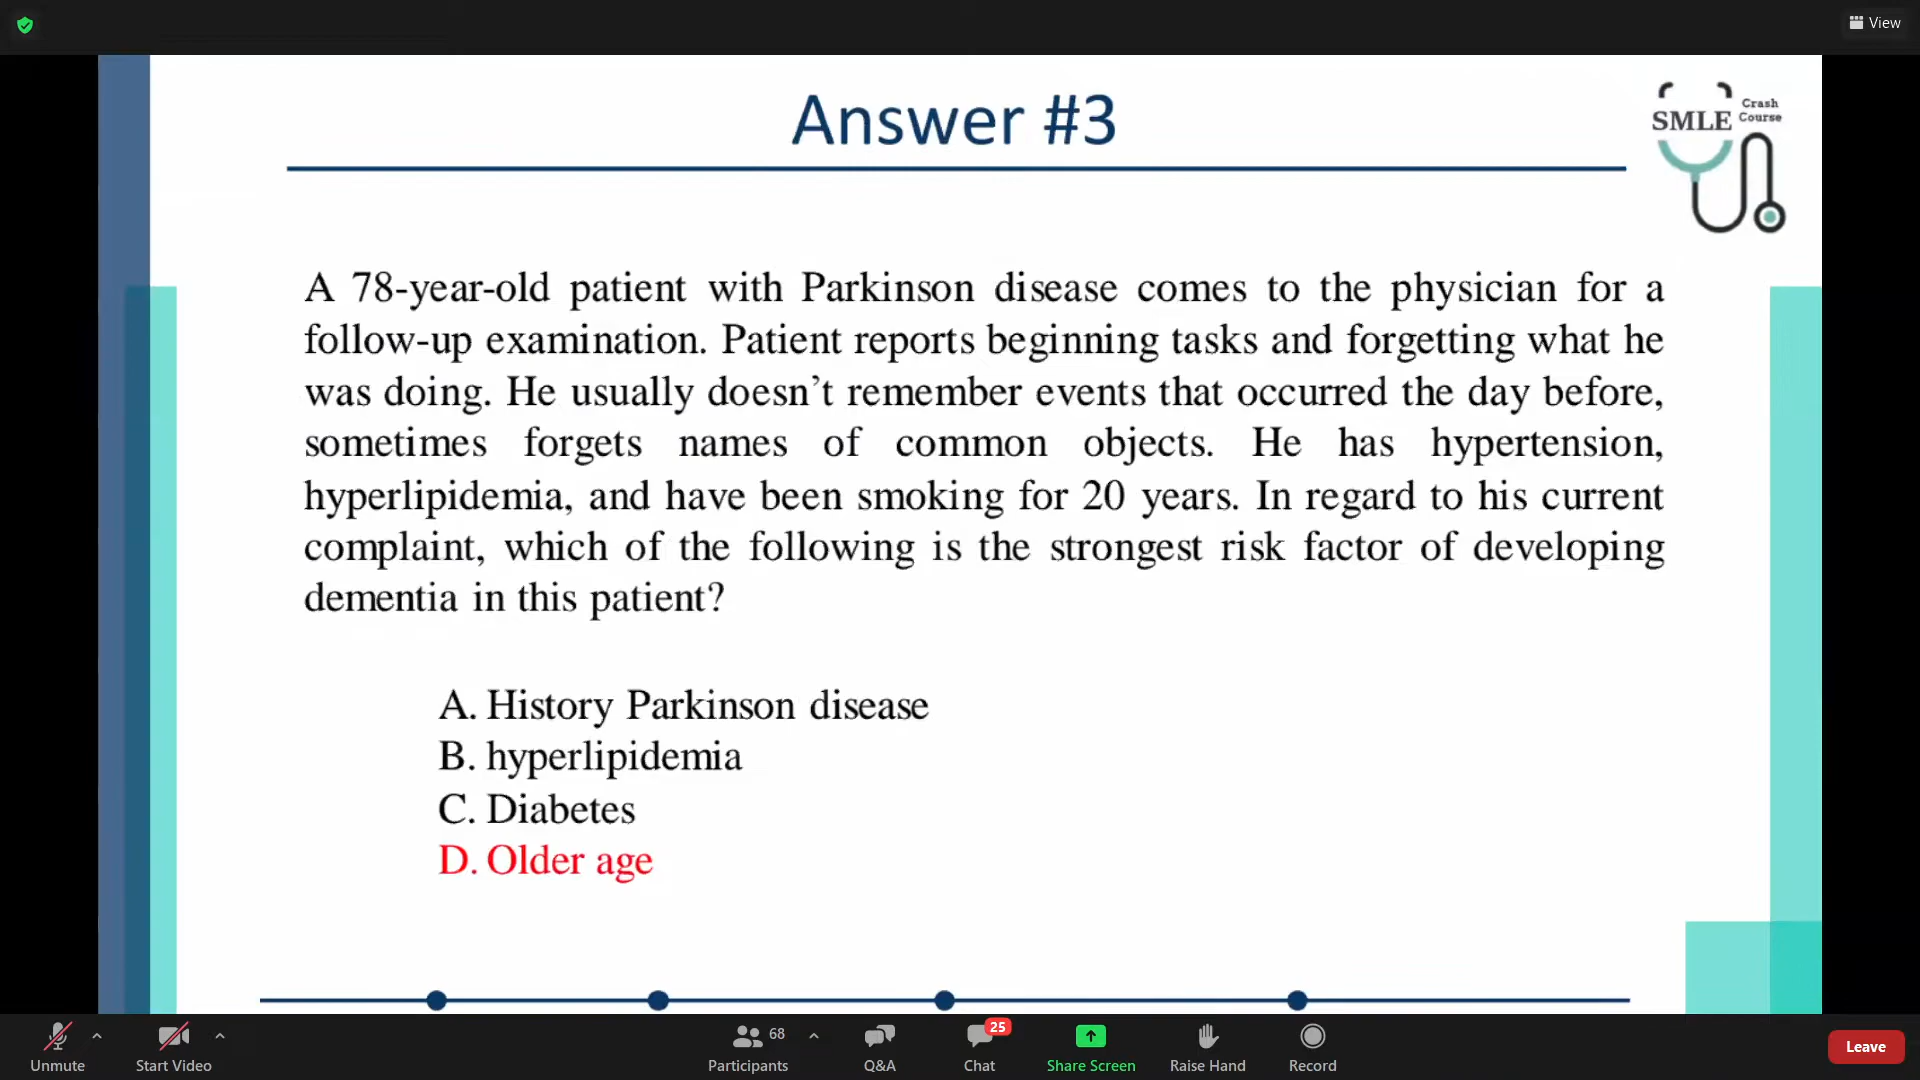 View
Answer #3
SMLE Crash Course
A 78-year-old patient with Parkinson disease comes to the physician for a
follow-up examination. Patient reports beginning tasks and forgetting what he
was doing. He usually doesn’t remember events that occurred the day before,
sometimes forgets names of common objects. He has hypertension,
hyperlipidemia, and have been smoking for 20 years. In regard to his current
complaint, which of the following is the strongest risk factor of developing
dementia in this patient?
A. History Parkinson disease
B. hyperlipidemia
C. Diabetes
D. Older age
68
25
Unmute
Start Video
Participants
Q&A
Chat
Share Screen
Raise Hand
Record
Leave